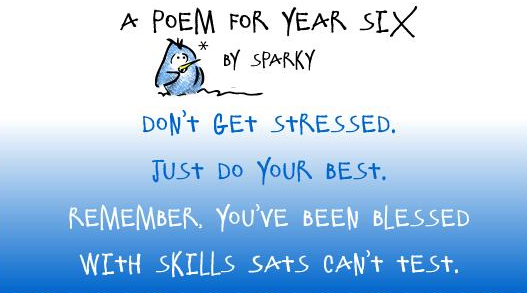 A POEM FOR YEAR SIX
* BY SPARKY
DON'T GET STRESSED.
JUST DO YOUR BEST.
REMEMBER, YOU'VE BEEN BLESSED
WITH SKILLS SATS CAN'T TEST.